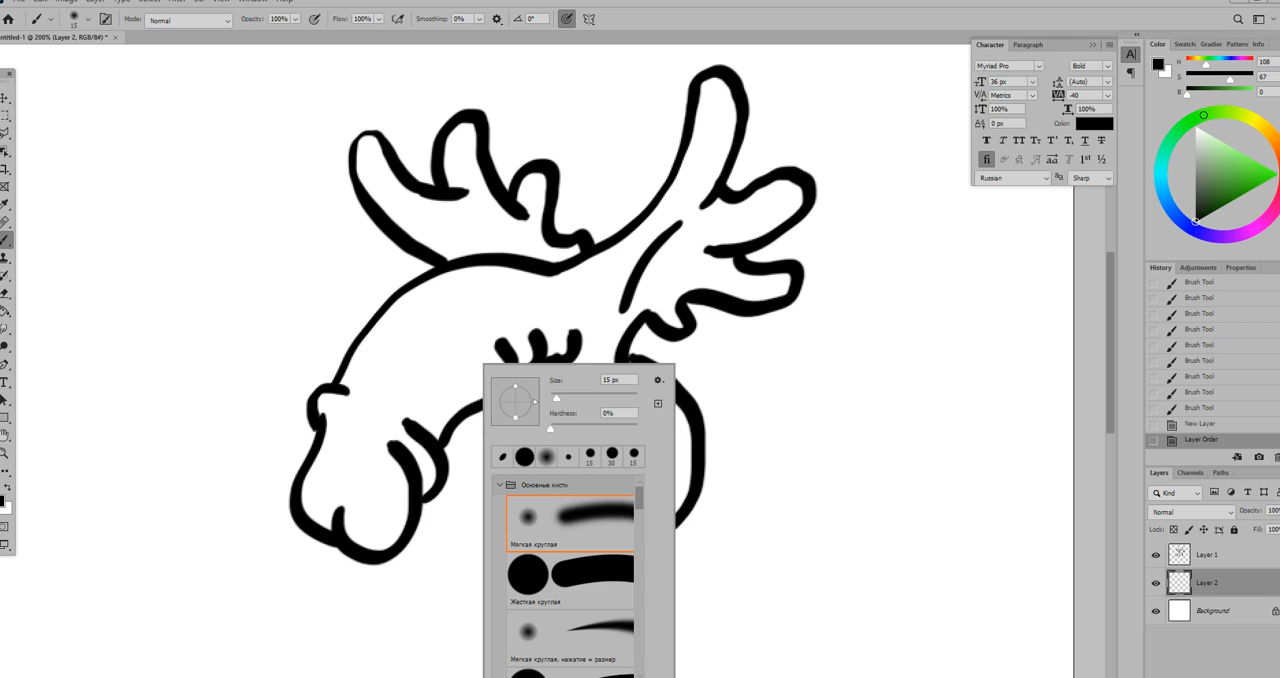 Edit Image Layer Type Select Filter 3D View Window Help
15 Mode: Normal Opacity: 100% Flow: 100% Smoothing: 0% 0°
ntitled-1 @ 200% (Layer 2, RGB/8#) * ×
Character Paragraph
Myriad Pro Bold
36 px (Auto)
Metrics -40
100% 100%
0 px Color:
Russian aa Sharp
Color Swatch Gradier Pattern Info
H 108
S 67
B 0
History Adjustments Properties
Brush Tool
Brush Tool
Brush Tool
Brush Tool
Brush Tool
Brush Tool
Brush Tool
Brush Tool
Brush Tool
New Layer
Layer Order
Layers Channels Paths
Kind
Normal Opacity: 100%
Lock: Fill: 100%
Layer 1
Layer 2
Background
Size: 15 px
Hardness: 0%
15 30 15
Основные кисти
Мягкая круглая
Жесткая круглая
Мягкая круглая, нажатие = размер